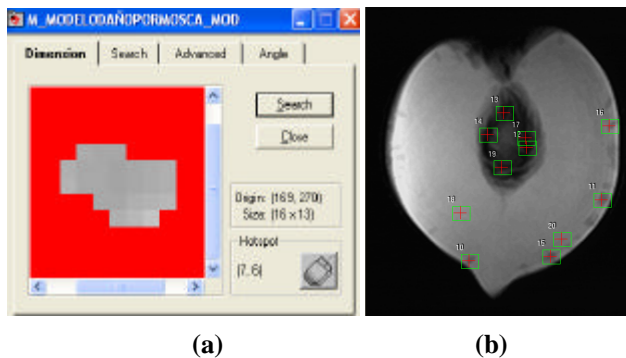 M_MODELODAÑOPORMOSCA_MOD
Dimension Search Advanced Angle
Search
Close
Origin: (169, 270)
Size: (16 x 13)
Hotspot
(7, 6)
13
14
17
12
19
16
11
18
20
10
15
(a) (b)